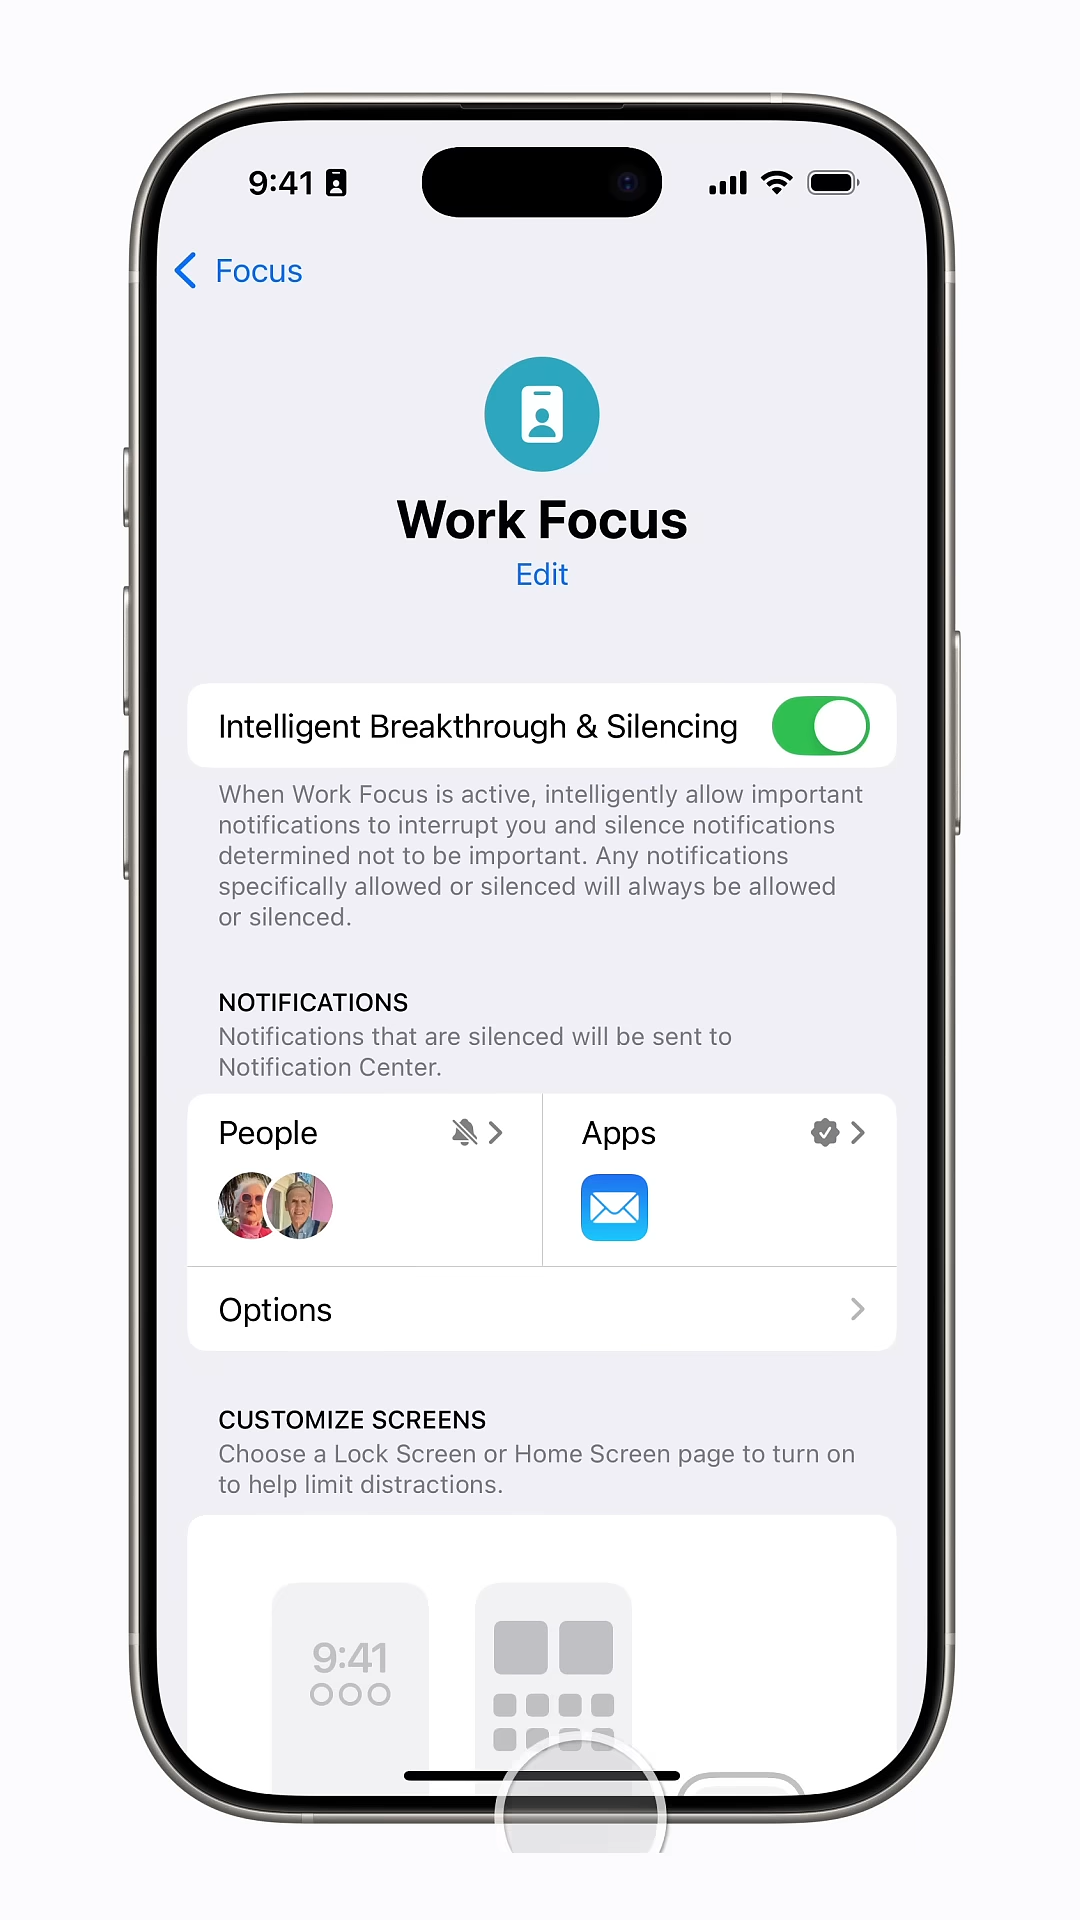 9:41
Focus
Work Focus
Edit
Intelligent Breakthrough & Silencing
When Work Focus is active, intelligently allow important
notifications to interrupt you and silence notifications
determined not to be important. Any notifications
specifically allowed or silenced will always be allowed
or silenced.
NOTIFICATIONS
Notifications that are silenced will be sent to
Notification Center.
People
Apps
Options
CUSTOMIZE SCREENS
Choose a Lock Screen or Home Screen page to turn on
to help limit distractions.
9:41